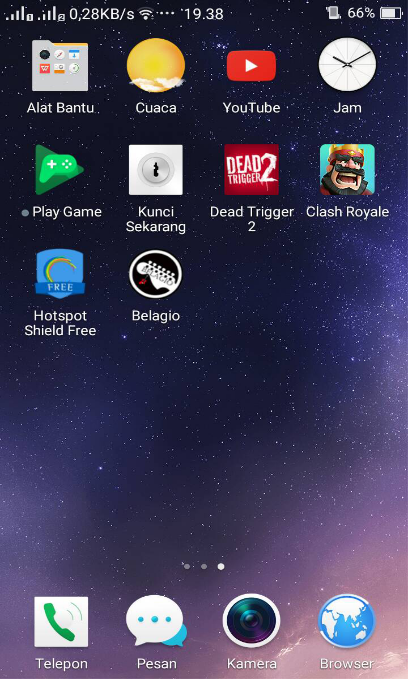 0,28KB/s ... 19.38 66%
Alat Bantu Cuaca YouTube Jam
DEAD TRIGGER 2
Play Game Kunci Sekarang Dead Trigger 2 Clash Royale
FREE
Hotspot Shield Free Belagio
Telepon Pesan Kamera Browser